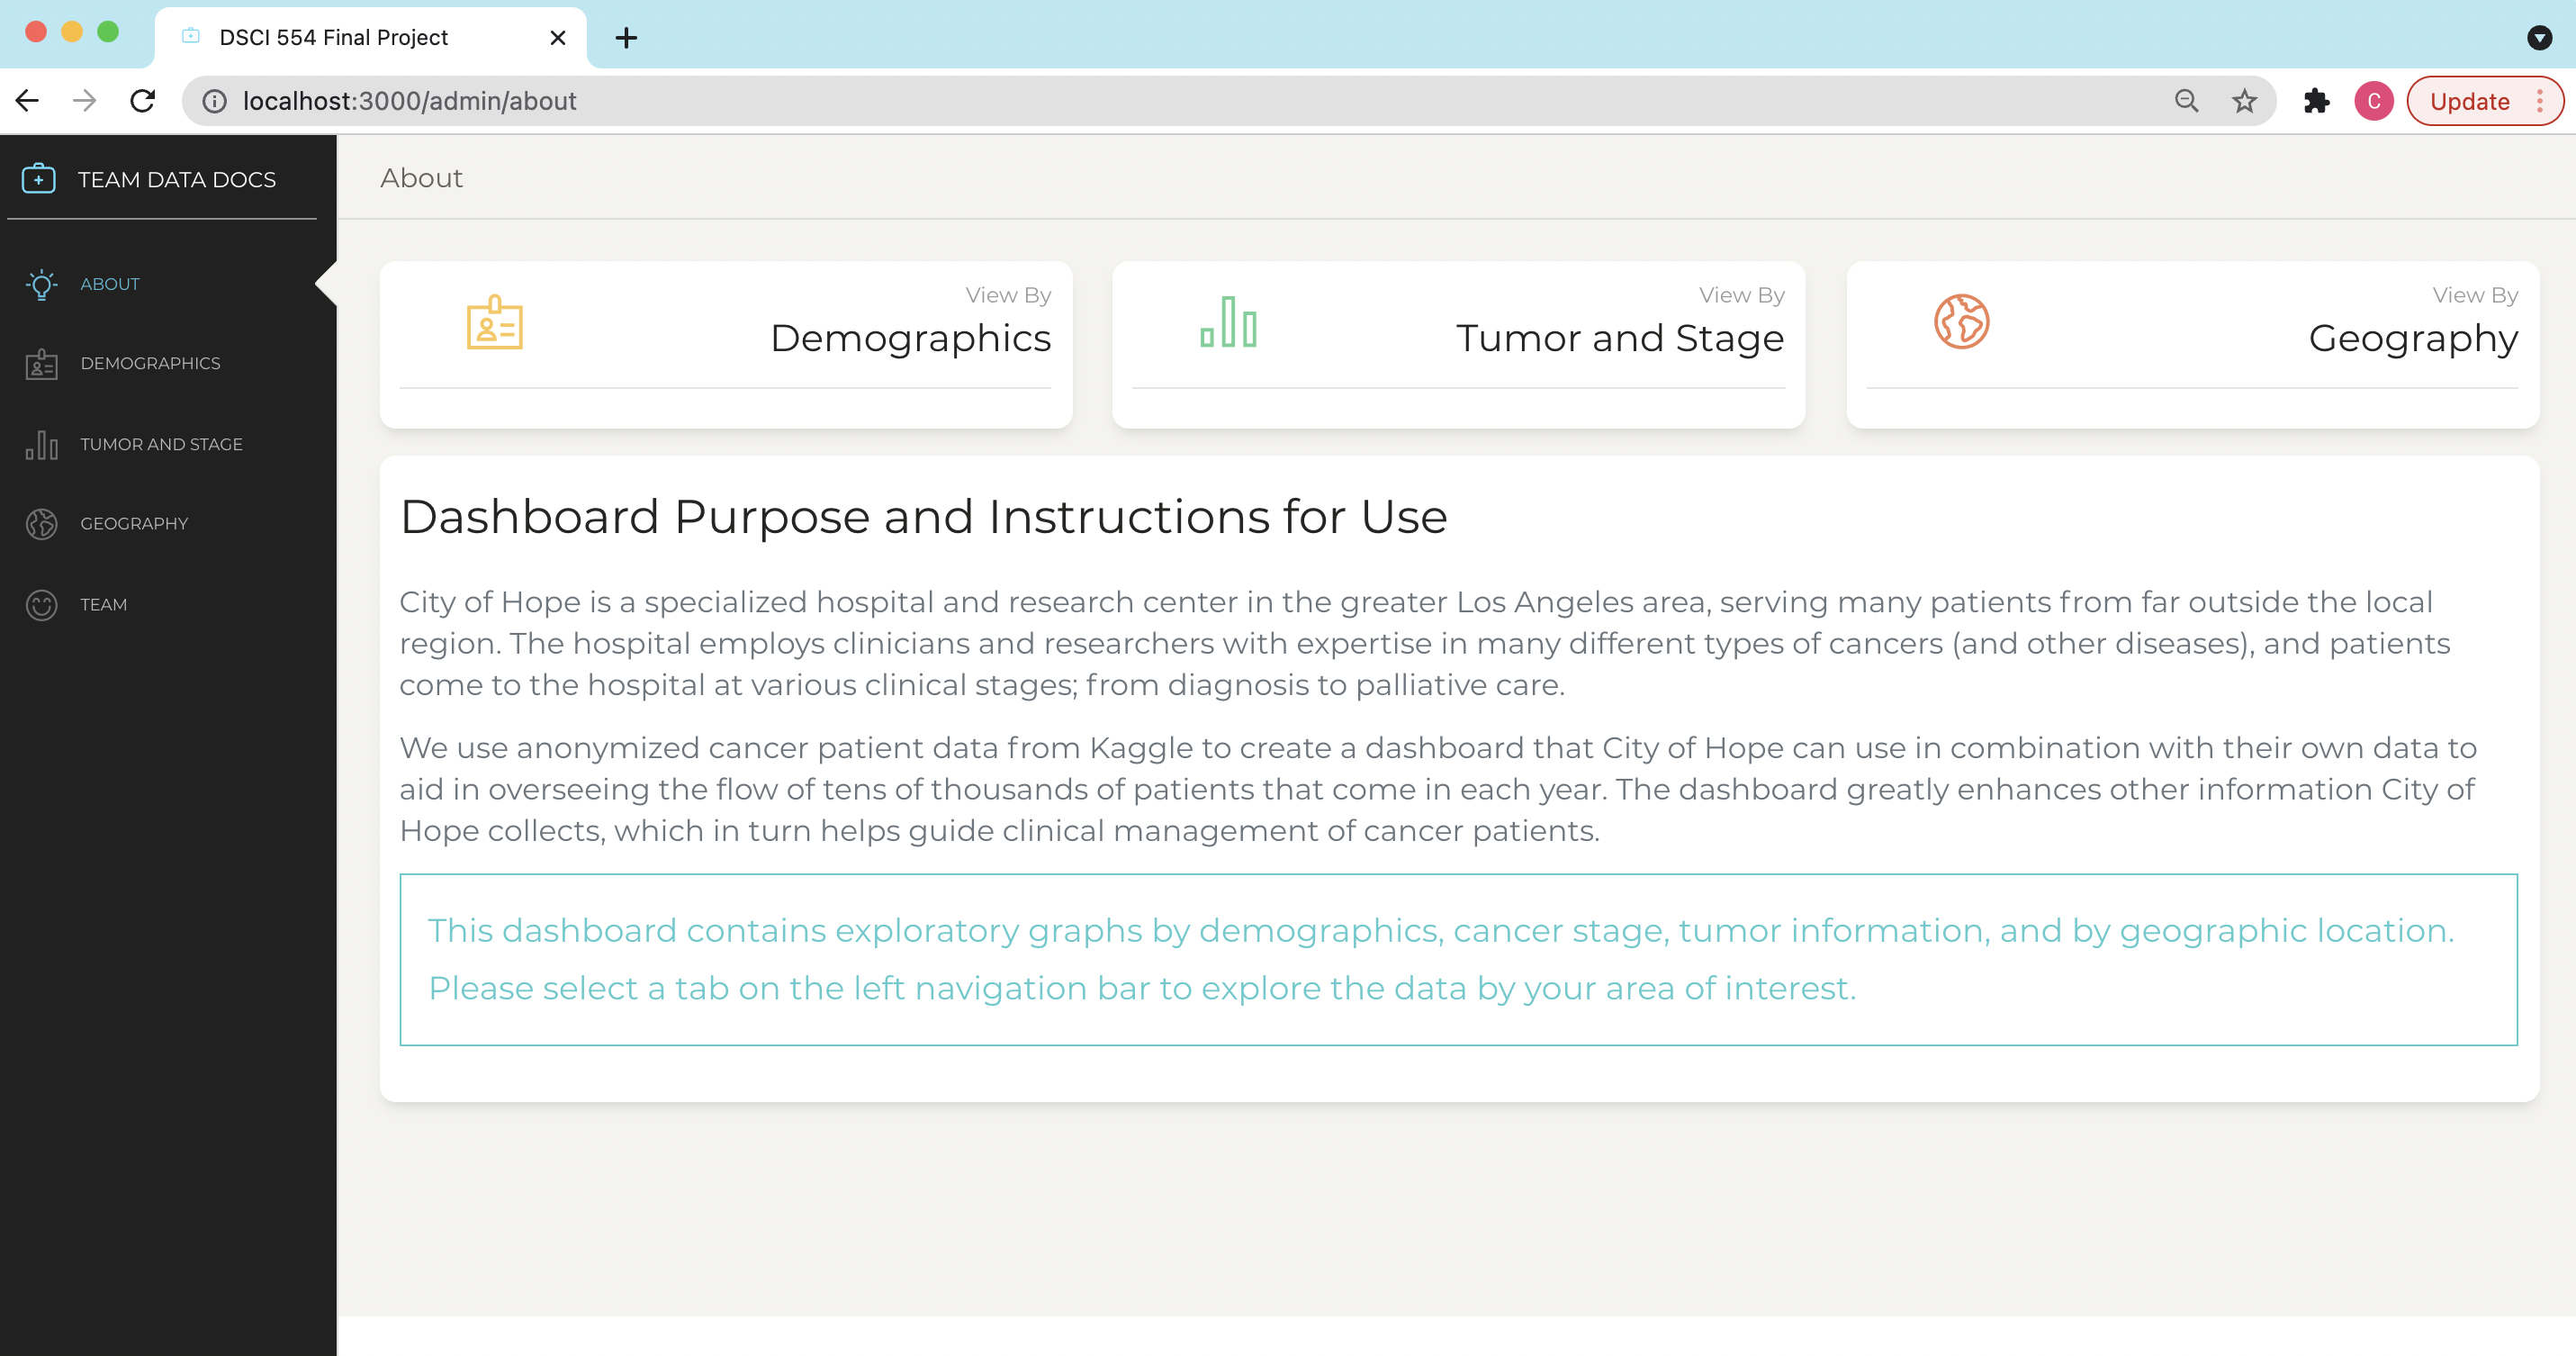 DSCI 554 Final Project
localhost:3000/admin/about
C
Update
TEAM DATA DOCS
ABOUT
DEMOGRAPHICS
TUMOR AND STAGE
GEOGRAPHY
TEAM
About
View By
Demographics
View By
Tumor and Stage
View By
Geography
Dashboard Purpose and Instructions for Use
City of Hope is a specialized hospital and research center in the greater Los Angeles area, serving many patients from far outside the local
region. The hospital employs clinicians and researchers with expertise in many different types of cancers (and other diseases), and patients
come to the hospital at various clinical stages; from diagnosis to palliative care.
We use anonymized cancer patient data from Kaggle to create a dashboard that City of Hope can use in combination with their own data to
aid in overseeing the flow of tens of thousands of patients that come in each year. The dashboard greatly enhances other information City of
Hope collects, which in turn helps guide clinical management of cancer patients.
This dashboard contains exploratory graphs by demographics, cancer stage, tumor information, and by geographic location.
Please select a tab on the left navigation bar to explore the data by your area of interest.